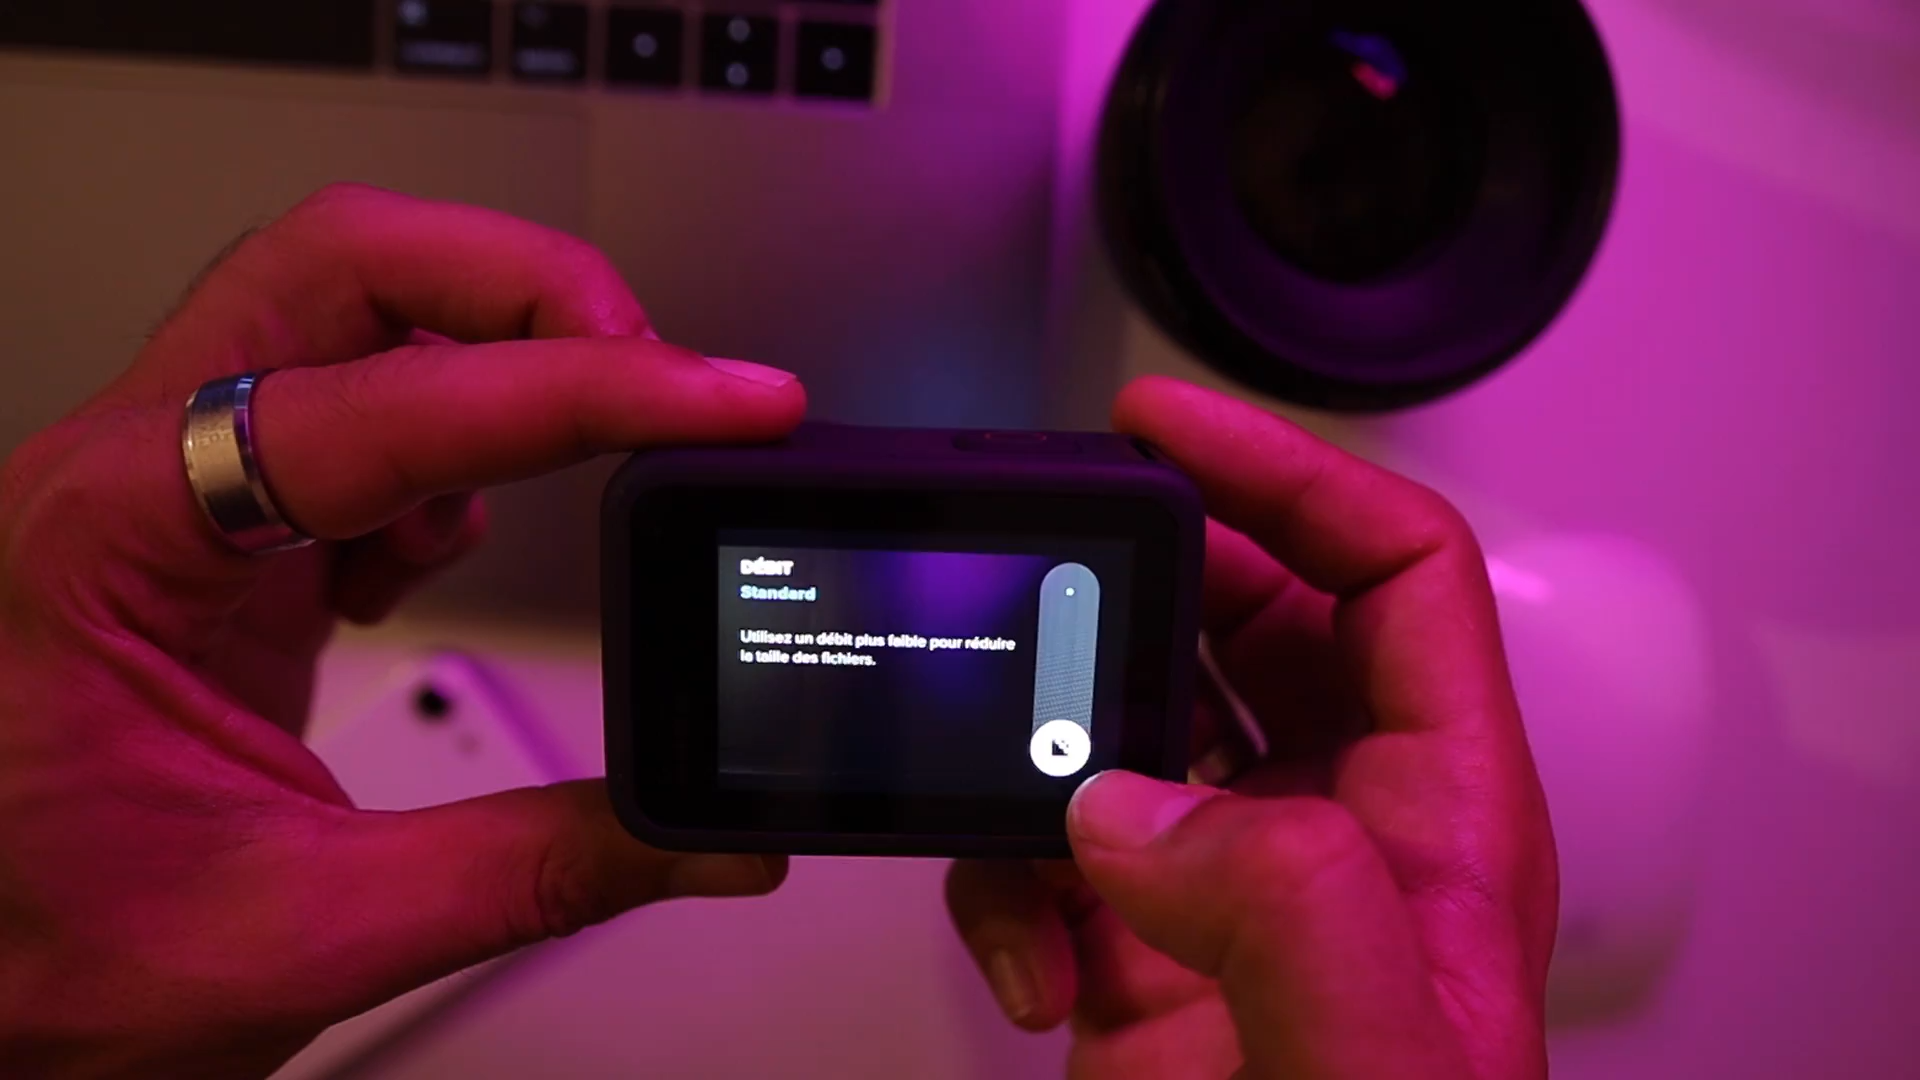 DÉBIT
Standard
Utilisez un débit plus faible pour réduire
la taille des fichiers.